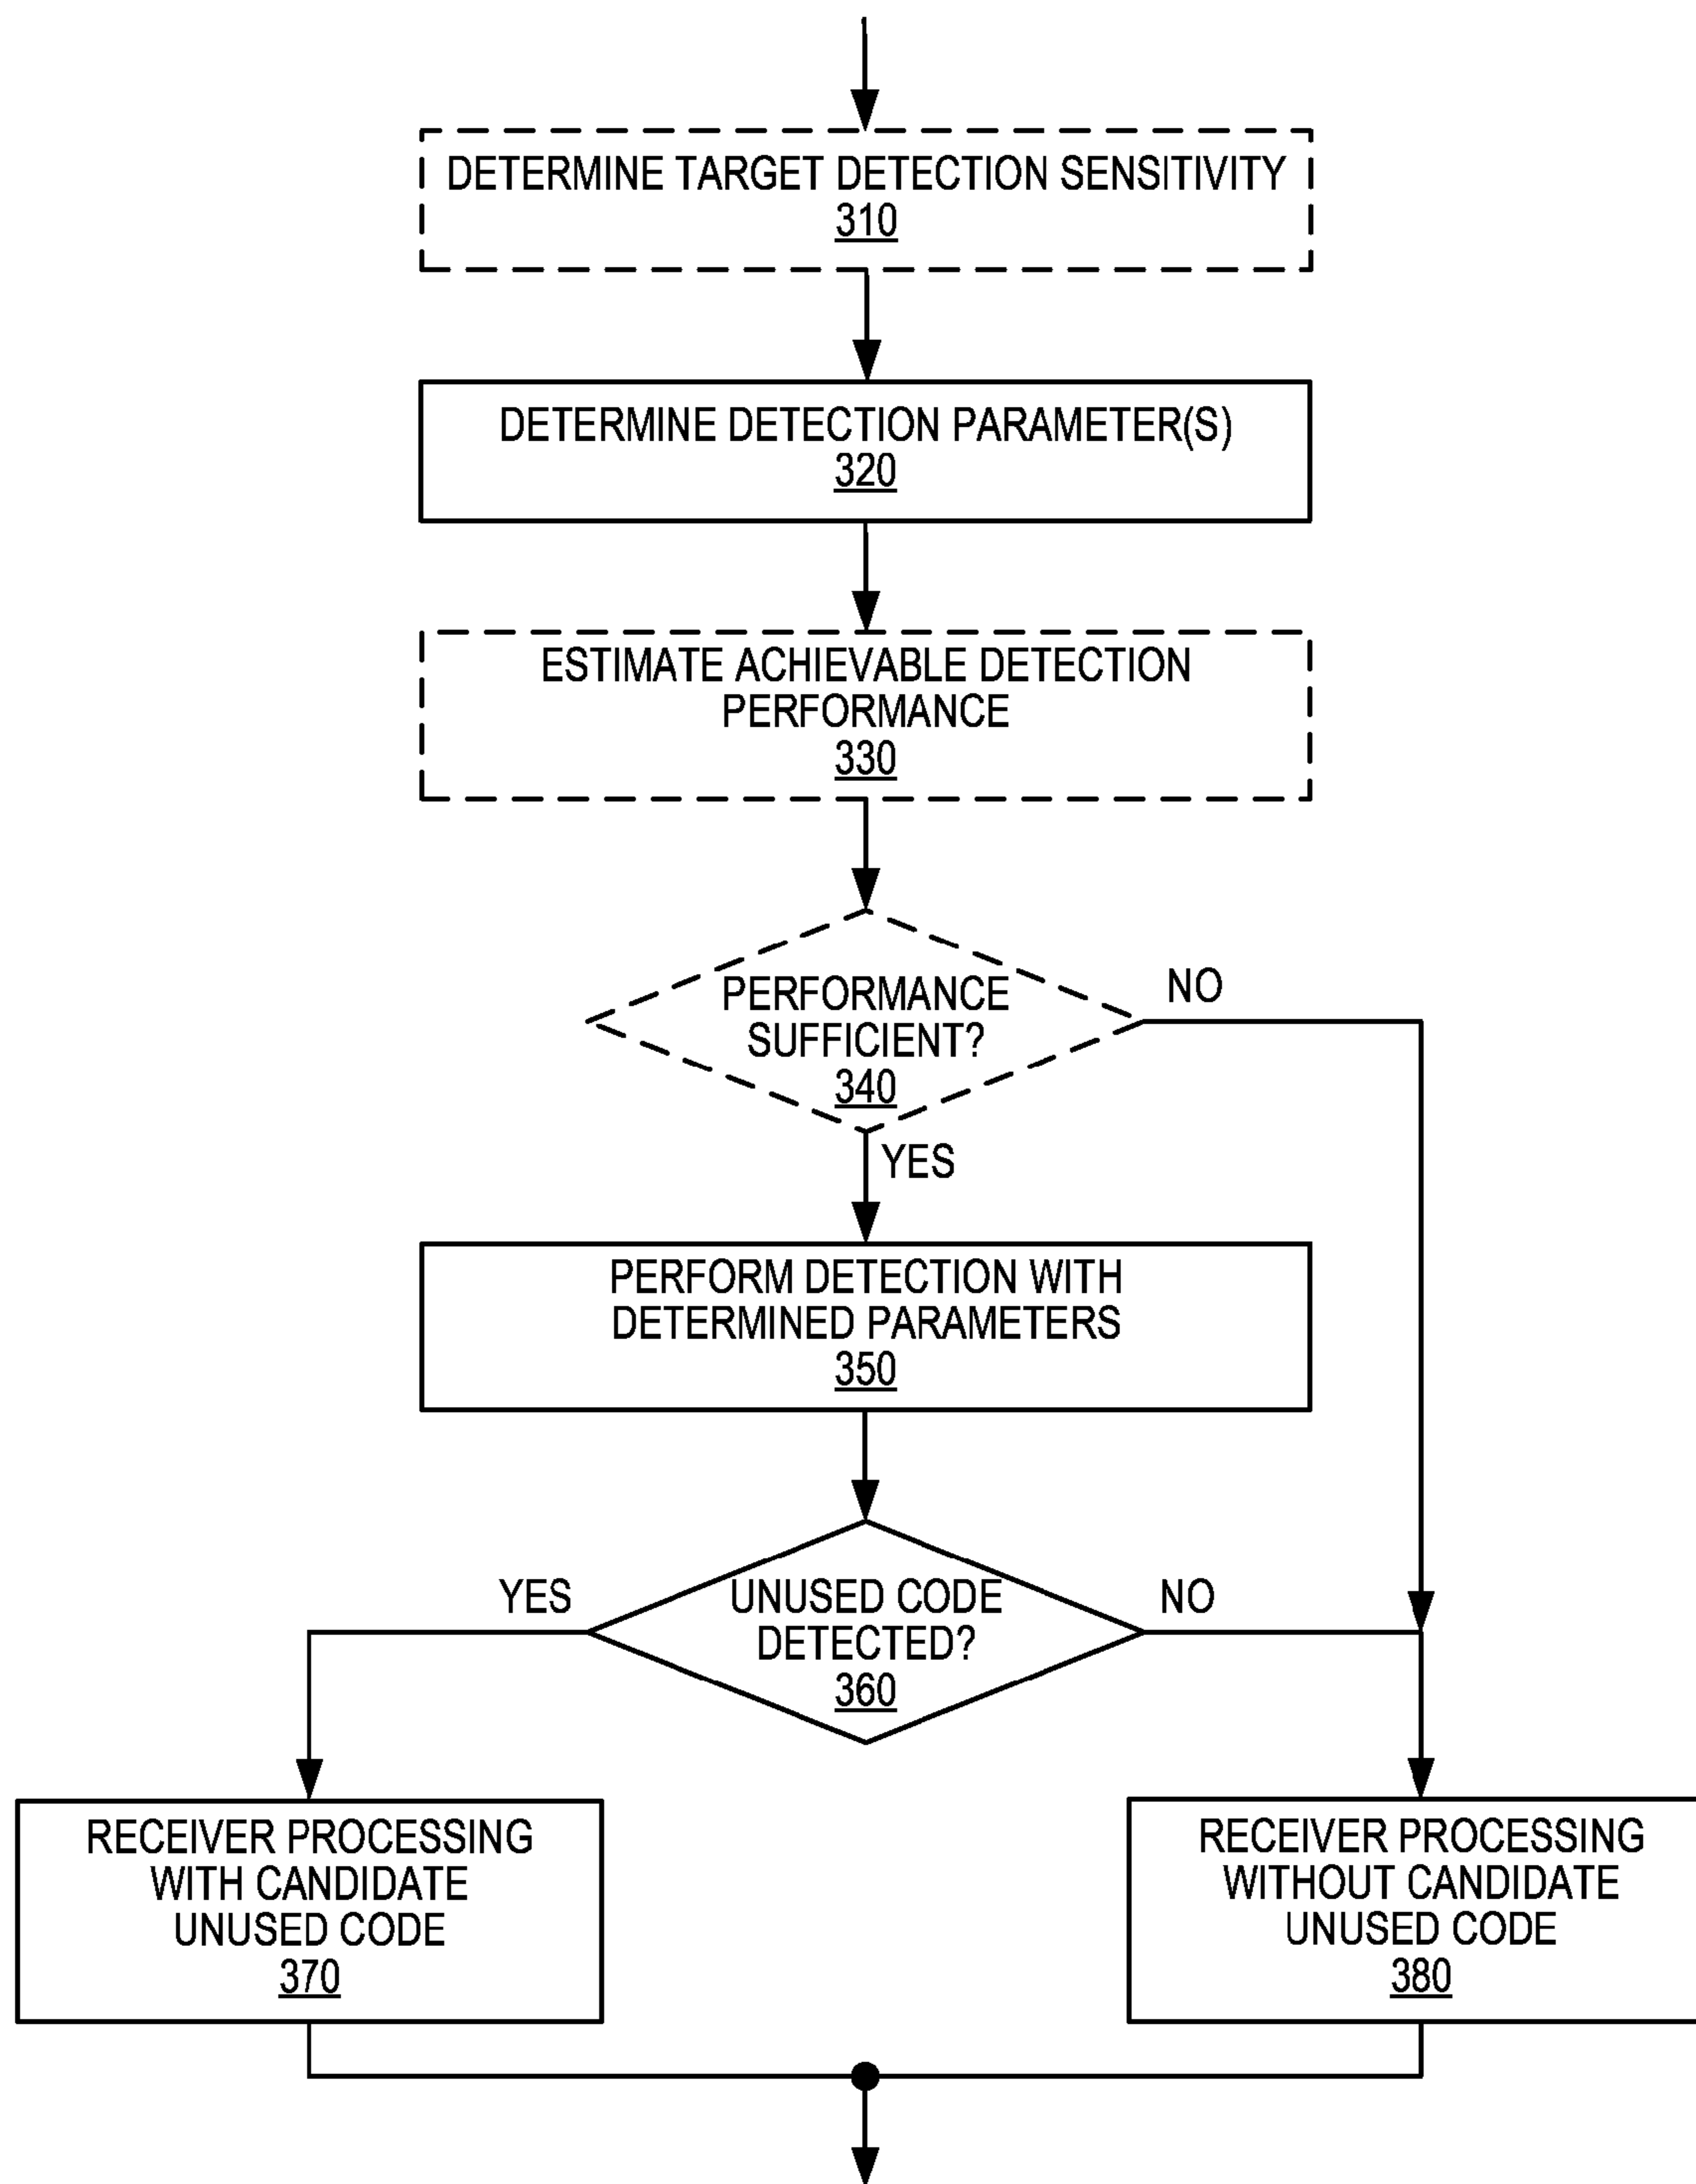 DETERMINE TARGET DETECTION SENSITIVITY
310
DETERMINE DETECTION PARAMETER(S)
320
ESTIMATE ACHIEVABLE DETECTION
PERFORMANCE
330
PERFORMANCE
SUFFICIENT?
340
NO
YES
PERFORM DETECTION WITH
DETERMINED PARAMETERS
350
YES
UNUSED CODE
DETECTED?
360
NO
RECEIVER PROCESSING
WITH CANDIDATE
UNUSED CODE
370
RECEIVER PROCESSING
WITHOUT CANDIDATE
UNUSED CODE
380